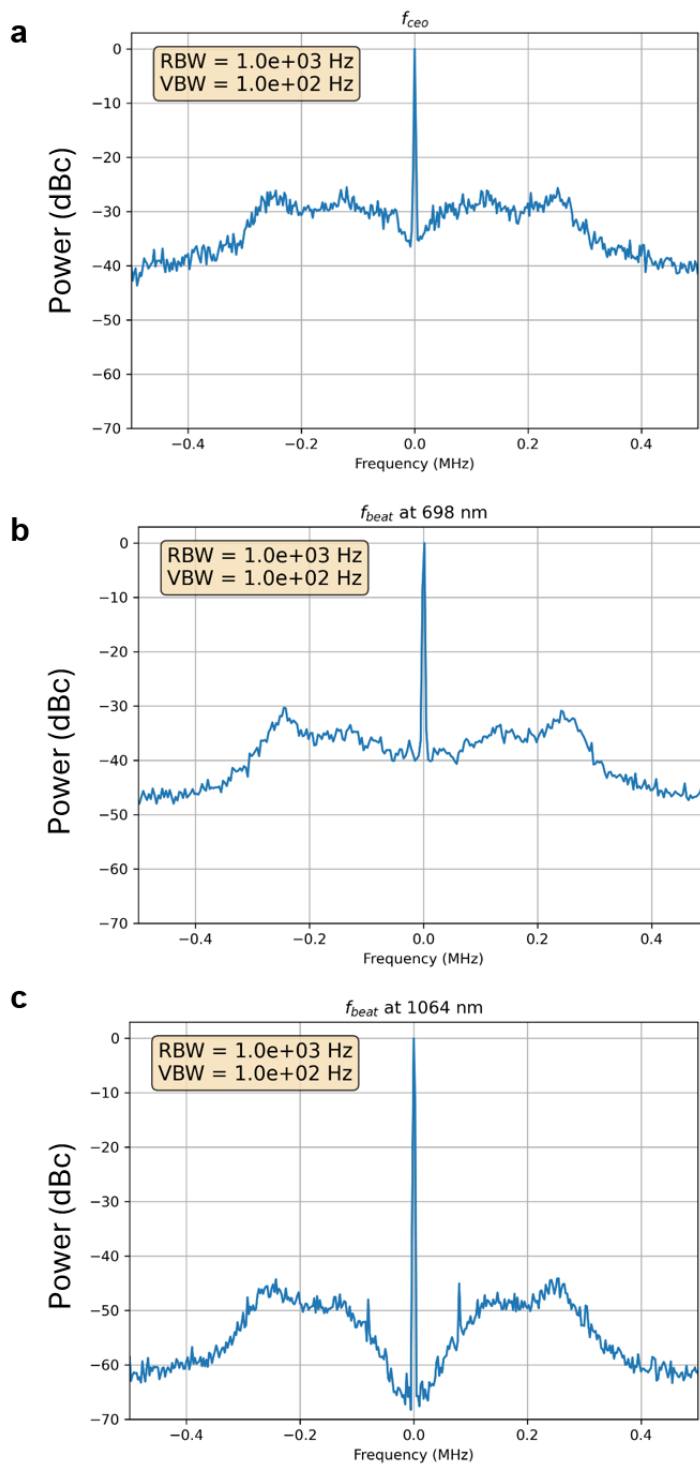 a
f_ceo
RBW = 1.0e+03 Hz
VBW = 1.0e+02 Hz
Power (dBc)
0
−10
−20
−30
−40
−50
−60
−70
−0.4 −0.2 0.0 0.2 0.4
Frequency (MHz)
b
f_beat at 698 nm
RBW = 1.0e+03 Hz
VBW = 1.0e+02 Hz
Power (dBc)
0
−10
−20
−30
−40
−50
−60
−70
−0.4 −0.2 0.0 0.2 0.4
Frequency (MHz)
c
f_beat at 1064 nm
RBW = 1.0e+03 Hz
VBW = 1.0e+02 Hz
Power (dBc)
0
−10
−20
−30
−40
−50
−60
−70
−0.4 −0.2 0.0 0.2 0.4
Frequency (MHz)